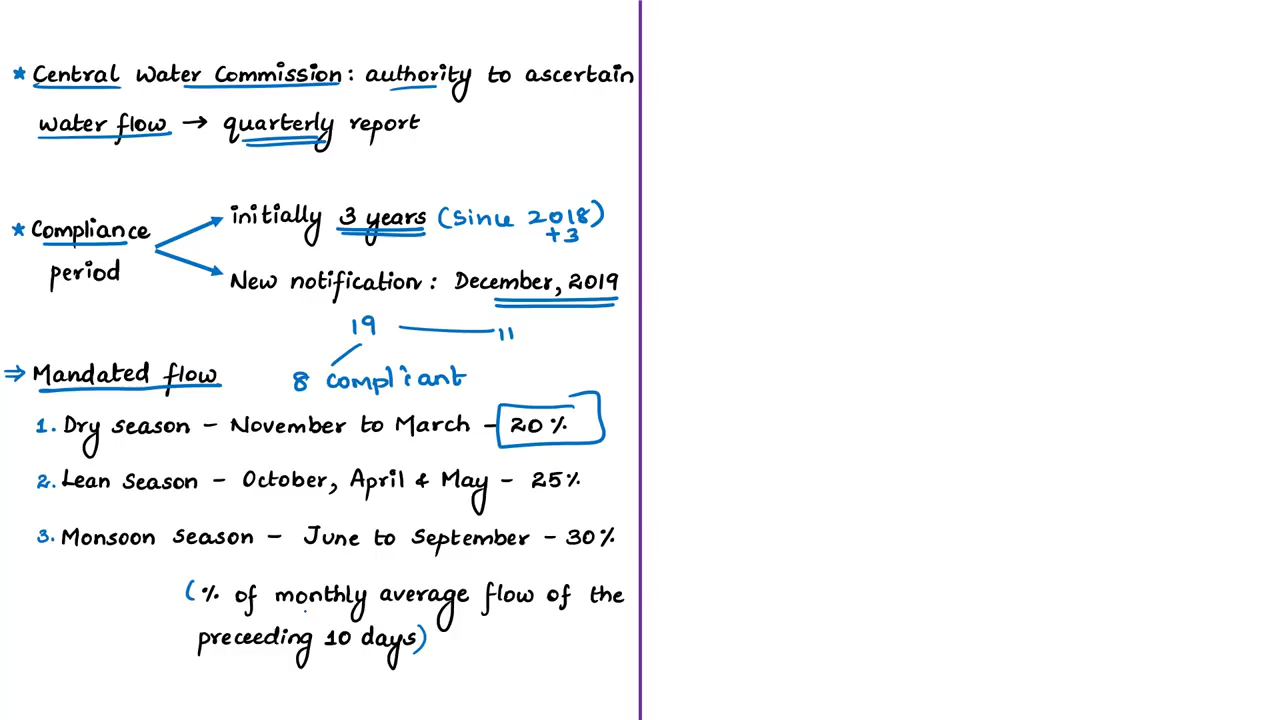 * Central Water Commission: authority to ascertain
water flow → quarterly report
initially 3 years (Since 2018)
+3
* Compliance
period
New notification: December, 2019
19 — 11
8 compliant
⇒ Mandated flow
1. Dry season - November to March - 20%
2. Lean Season - October, April & May - 25%
3. Monsoon Season - June to September - 30%
(% of monthly average flow of the
preceeding 10 days)